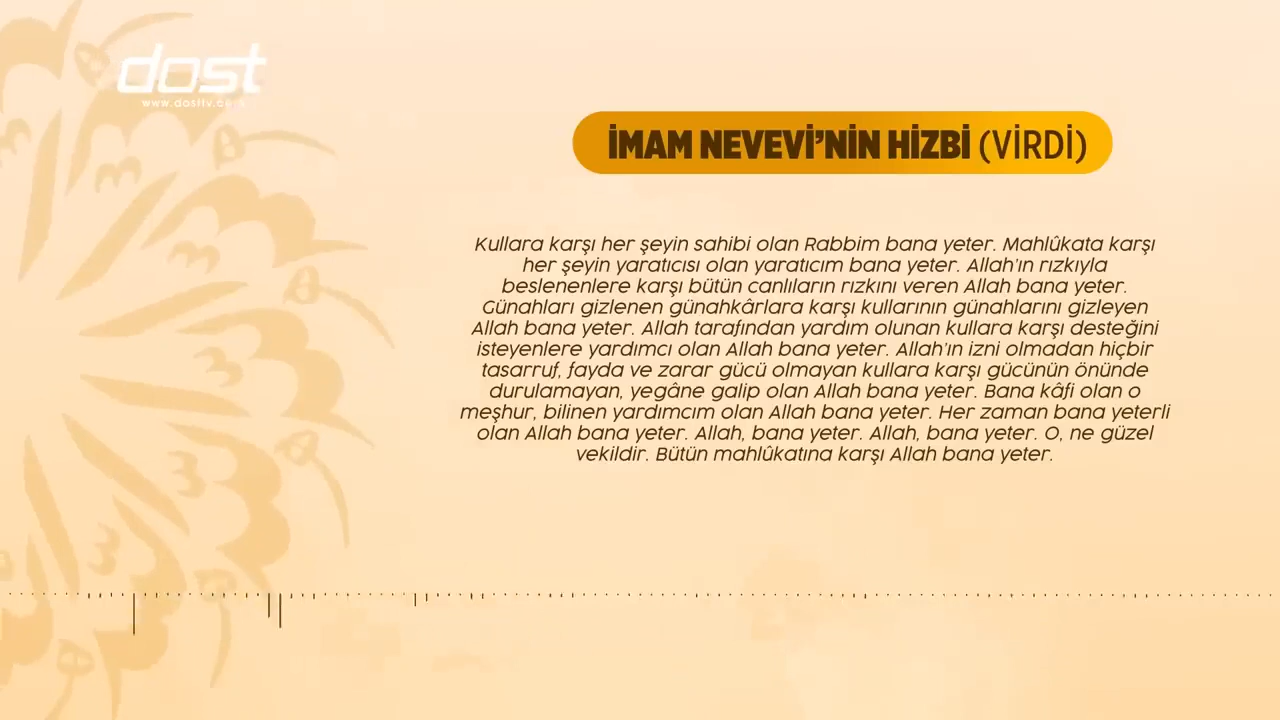 dost
www.dosttv.com
İMAM NEVEVİ’NİN HİZBİ (VİRDİ)
Kullara karşı her şeyin sahibi olan Rabbim bana yeter. Mahlûkata karşı
her şeyin yaratıcısı olan yaratıcım bana yeter. Allah’ın rızkıyla
beslenenlere karşı bütün canlıların rızkını veren Allah bana yeter.
Günahları gizlenen günahkârlara karşı kullarının günahlarını gizleyen
Allah bana yeter. Allah tarafından yardım olunan kullara karşı desteğini
isteyenlere yardımcı olan Allah bana yeter. Allah’ın izni olmadan hiçbir
tasarruf, fayda ve zarar gücü olmayan kullara karşı gücünün önünde
durulamayan, yegâne galip olan Allah bana yeter. Bana kâfi olan o
meşhur, bilinen yardımcım olan Allah bana yeter. Her zaman bana yeterli
olan Allah bana yeter. Allah, bana yeter. Allah, bana yeter. O, ne güzel
vekildir. Bütün mahlûkatına karşı Allah bana yeter.